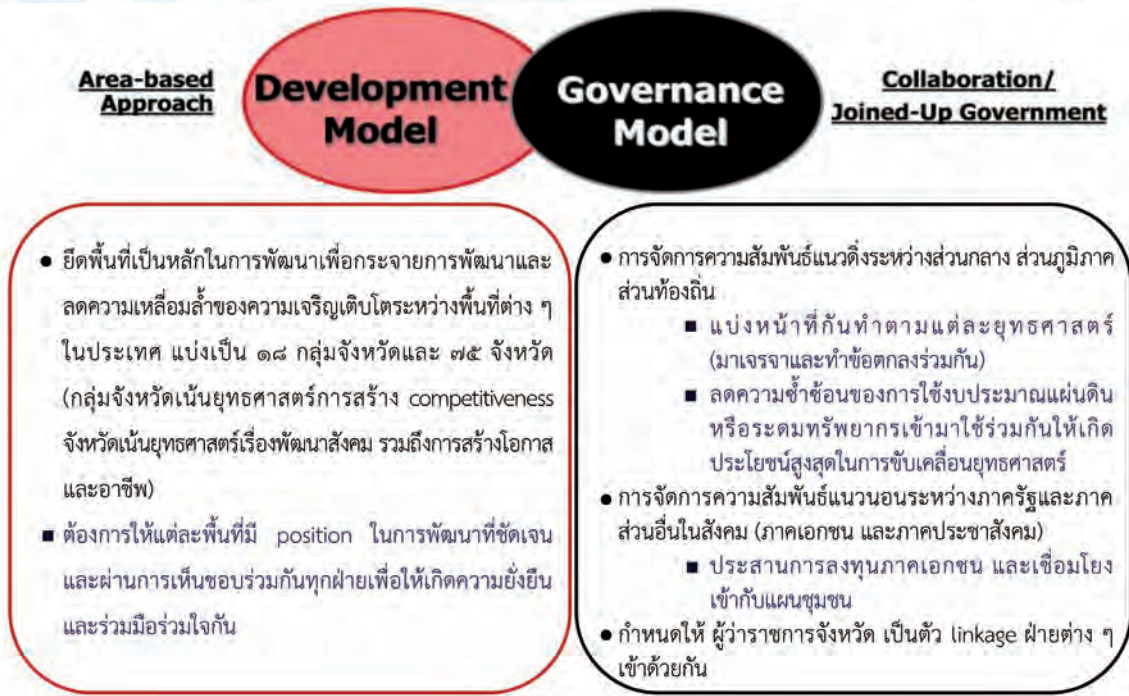 Area-based
Approach
Development
Model
Governance
Model
Collaboration/
Joined-Up Government
● ยึดพื้นที่เป็นหลักในการพัฒนาเพื่อกระจายการพัฒนาและ
ลดความเหลื่อมล้ำของความเจริญเติบโตระหว่างพื้นที่ต่าง ๆ
ในประเทศ แบ่งเป็น ๑๘ กลุ่มจังหวัดและ ๗๕ จังหวัด
(กลุ่มจังหวัดเน้นยุทธศาสตร์การสร้าง competitiveness
จังหวัดเน้นยุทธศาสตร์เรื่องพัฒนาสังคม รวมถึงการสร้างโอกาส
และอาชีพ)
■ ต้องการให้แต่ละพื้นที่มี position ในการพัฒนาที่ชัดเจน
และผ่านการเห็นชอบร่วมกันทุกฝ่ายเพื่อให้เกิดความยั่งยืน
และร่วมมือร่วมใจกัน
● การจัดการความสัมพันธ์แนวดิ่งระหว่างส่วนกลาง ส่วนภูมิภาค
ส่วนท้องถิ่น
■ แบ่งหน้าที่กันทำตามแต่ละยุทธศาสตร์
(มาเจรจาและทำข้อตกลงร่วมกัน)
■ ลดความซ้ำซ้อนของการใช้งบประมาณแผ่นดิน
หรือระดมทรัพยากรเข้ามาใช้ร่วมกันให้เกิด
ประโยชน์สูงสุดในการขับเคลื่อนยุทธศาสตร์
● การจัดการความสัมพันธ์แนวนอนระหว่างภาครัฐและภาค
ส่วนอื่นในสังคม (ภาคเอกชน และภาคประชาสังคม)
■ ประสานการลงทุนภาคเอกชน และเชื่อมโยง
เข้ากับแผนชุมชน
● กำหนดให้ ผู้ว่าราชการจังหวัด เป็นตัว linkage ฝ่ายต่าง ๆ
เข้าด้วยกัน